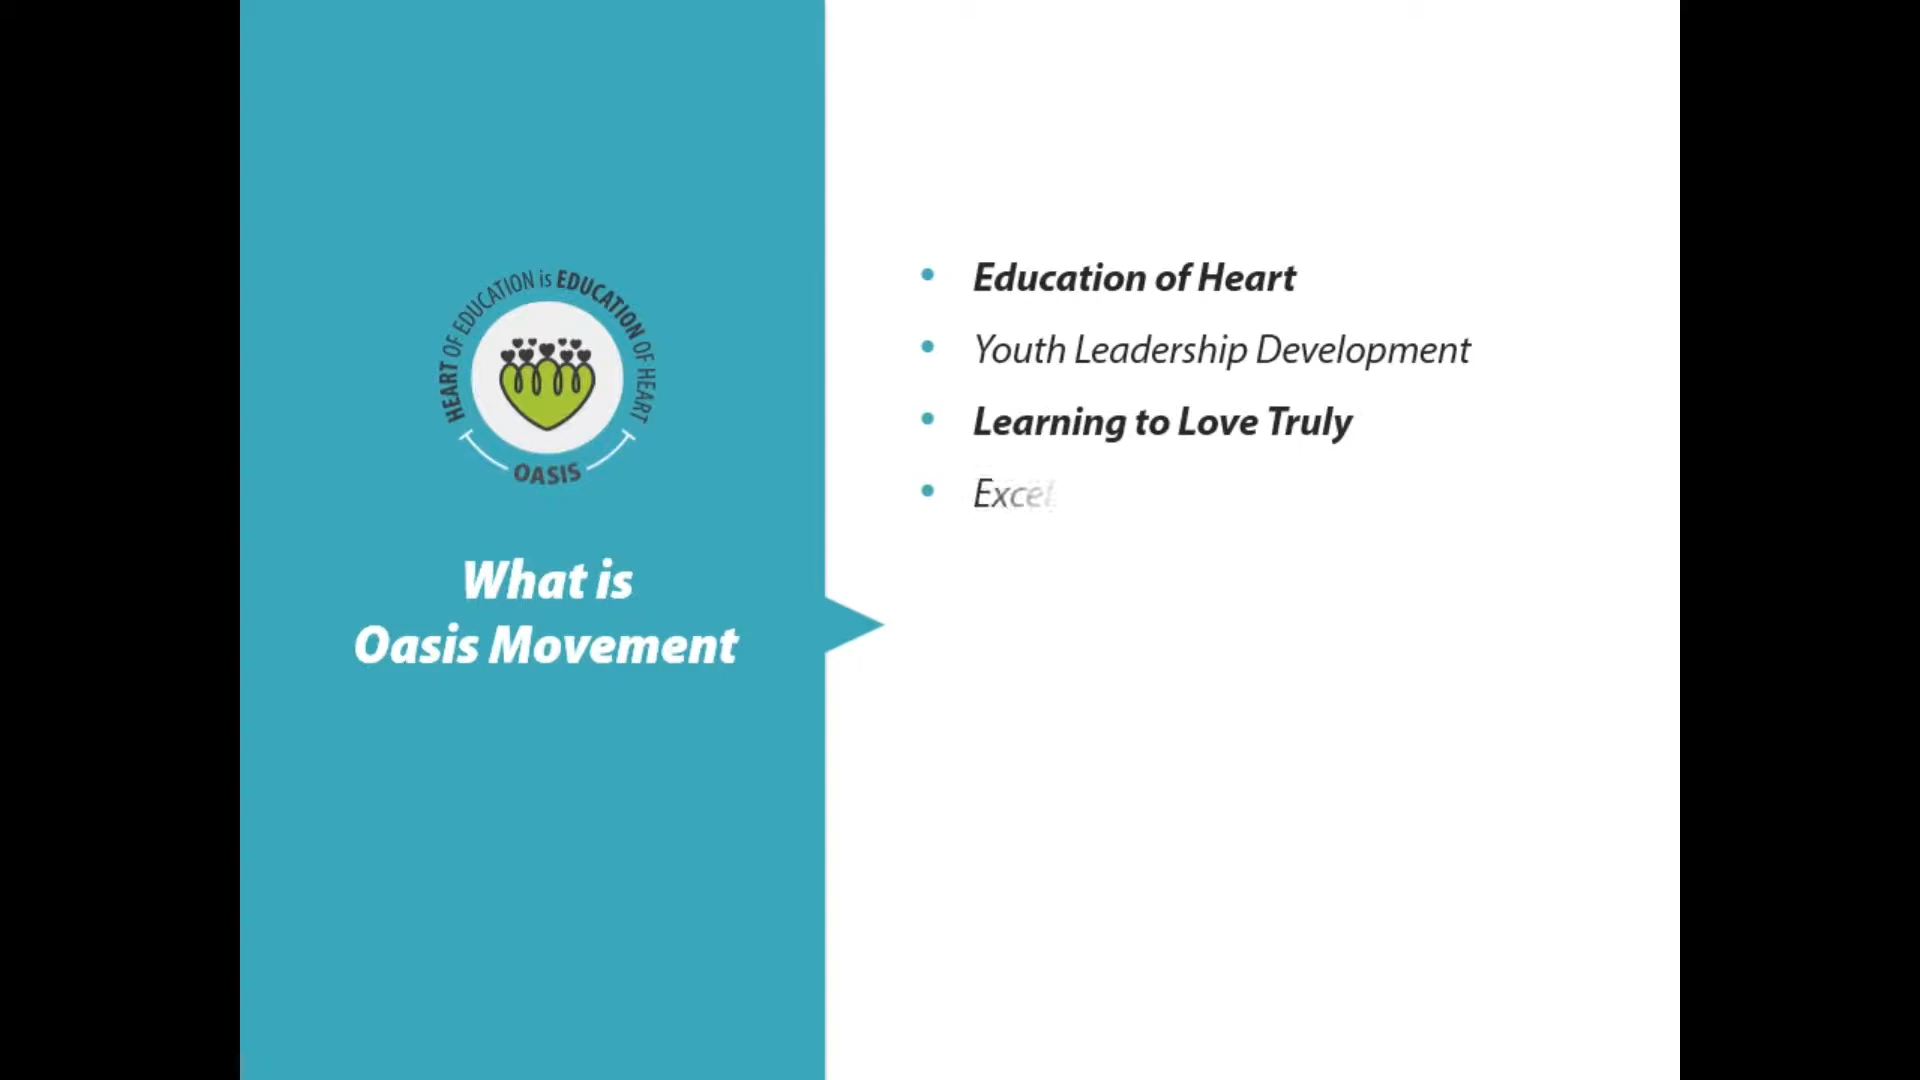 HEART OF EDUCATION is EDUCATION OF HEART
OASIS
What is
Oasis Movement
• Education of Heart
• Youth Leadership Development
• Learning to Love Truly
• Excel